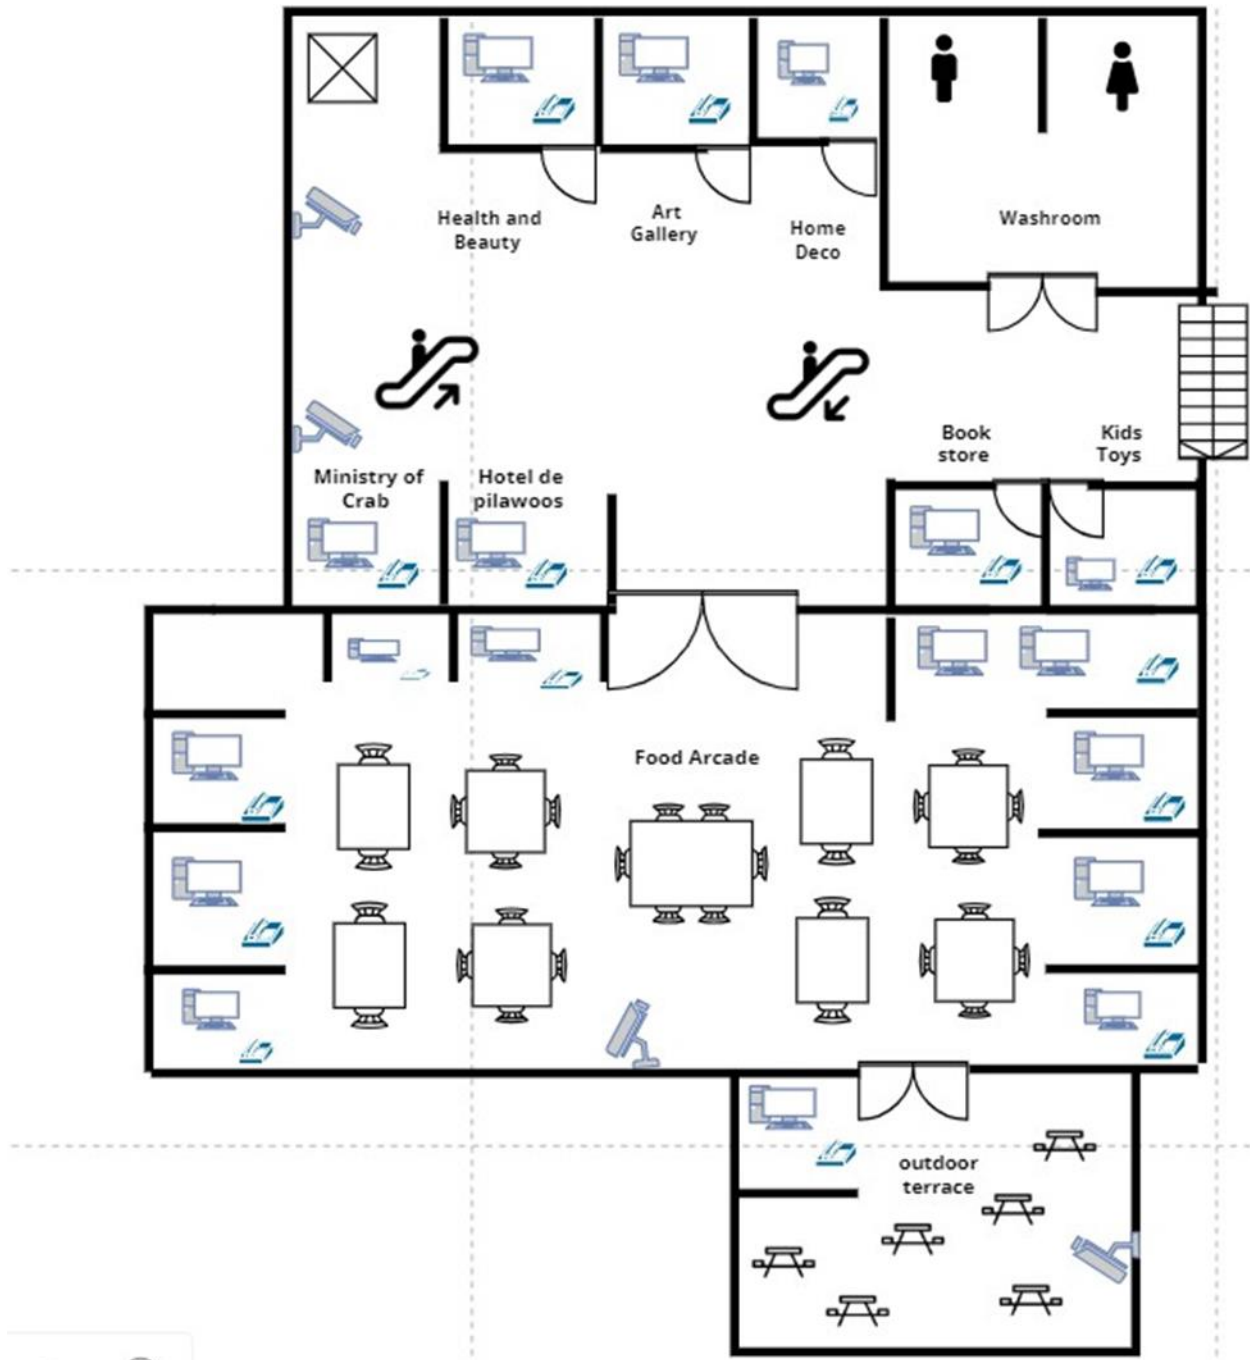 Health and
Beauty
Art
Gallery
Home
Deco
Washroom
Book
store
Kids
Toys
Ministry of
Crab
Hotel de
pilawoos
Food Arcade
outdoor
terrace